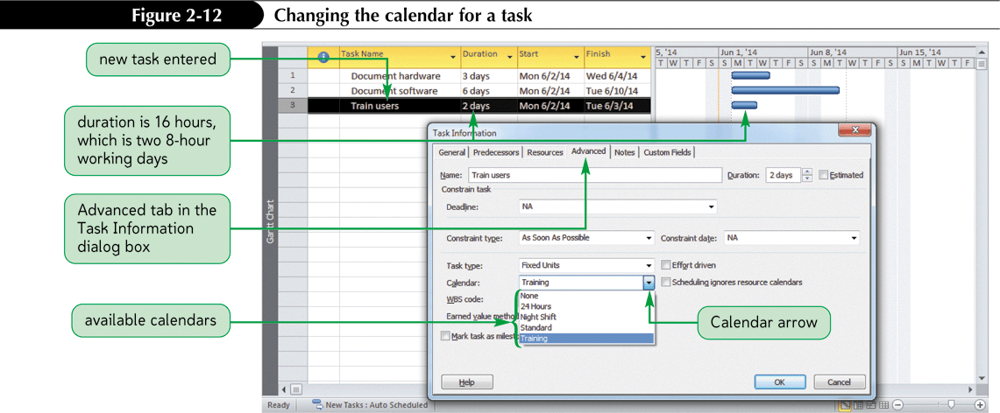 Figure 2-12 Changing the calendar for a task
new task entered
duration is 16 hours,
which is two 8-hour
working days
Advanced tab in the
Task Information
dialog box
available calendars
Calendar arrow
Task Name Duration Start Finish
5, '14 Jun 1, '14 Jun 8, '14 Jun 15, '14
T W T F S S M T W T F S S M T W T F S S M T W T F S
1 Document hardware 3 days Mon 6/2/14 Wed 6/4/14
2 Document software 6 days Mon 6/2/14 Tue 6/10/14
3 Train users 2 days Mon 6/2/14 Tue 6/3/14
Gantt Chart
Task Information
General Predecessors Resources Advanced Notes Custom Fields
Name: Train users Duration: 2 days Estimated
Constrain task
Deadline: NA
Constraint type: As Soon As Possible Constraint date: NA
Task type: Fixed Units Effort driven
Calendar: Training Scheduling ignores resource calendars
WBS code:
Earned value method
Mark task as milest
None
24 Hours
Night Shift
Standard
Training
Help OK Cancel
Ready New Tasks : Auto Scheduled